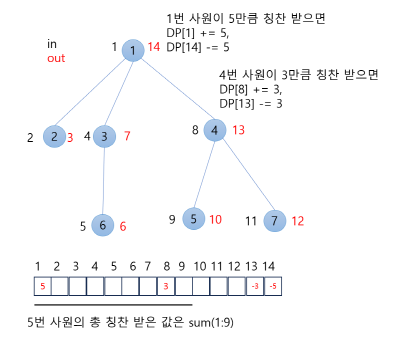 1번 사원이 5만큼 칭찬 받으면
DP[1] += 5,
DP[14] -= 5
in
out
1 1 14
4번 사원이 3만큼 칭찬 받으면
DP[8] += 3,
DP[13] -= 3
2 2 3 4 3 7 8 4 13
5 6 6 9 5 10 11 7 12
1 2 3 4 5 6 7 8 9 10 11 12 13 14
5 3 -3 -5
5번 사원의 총 칭찬 받은 값은 sum(1:9)